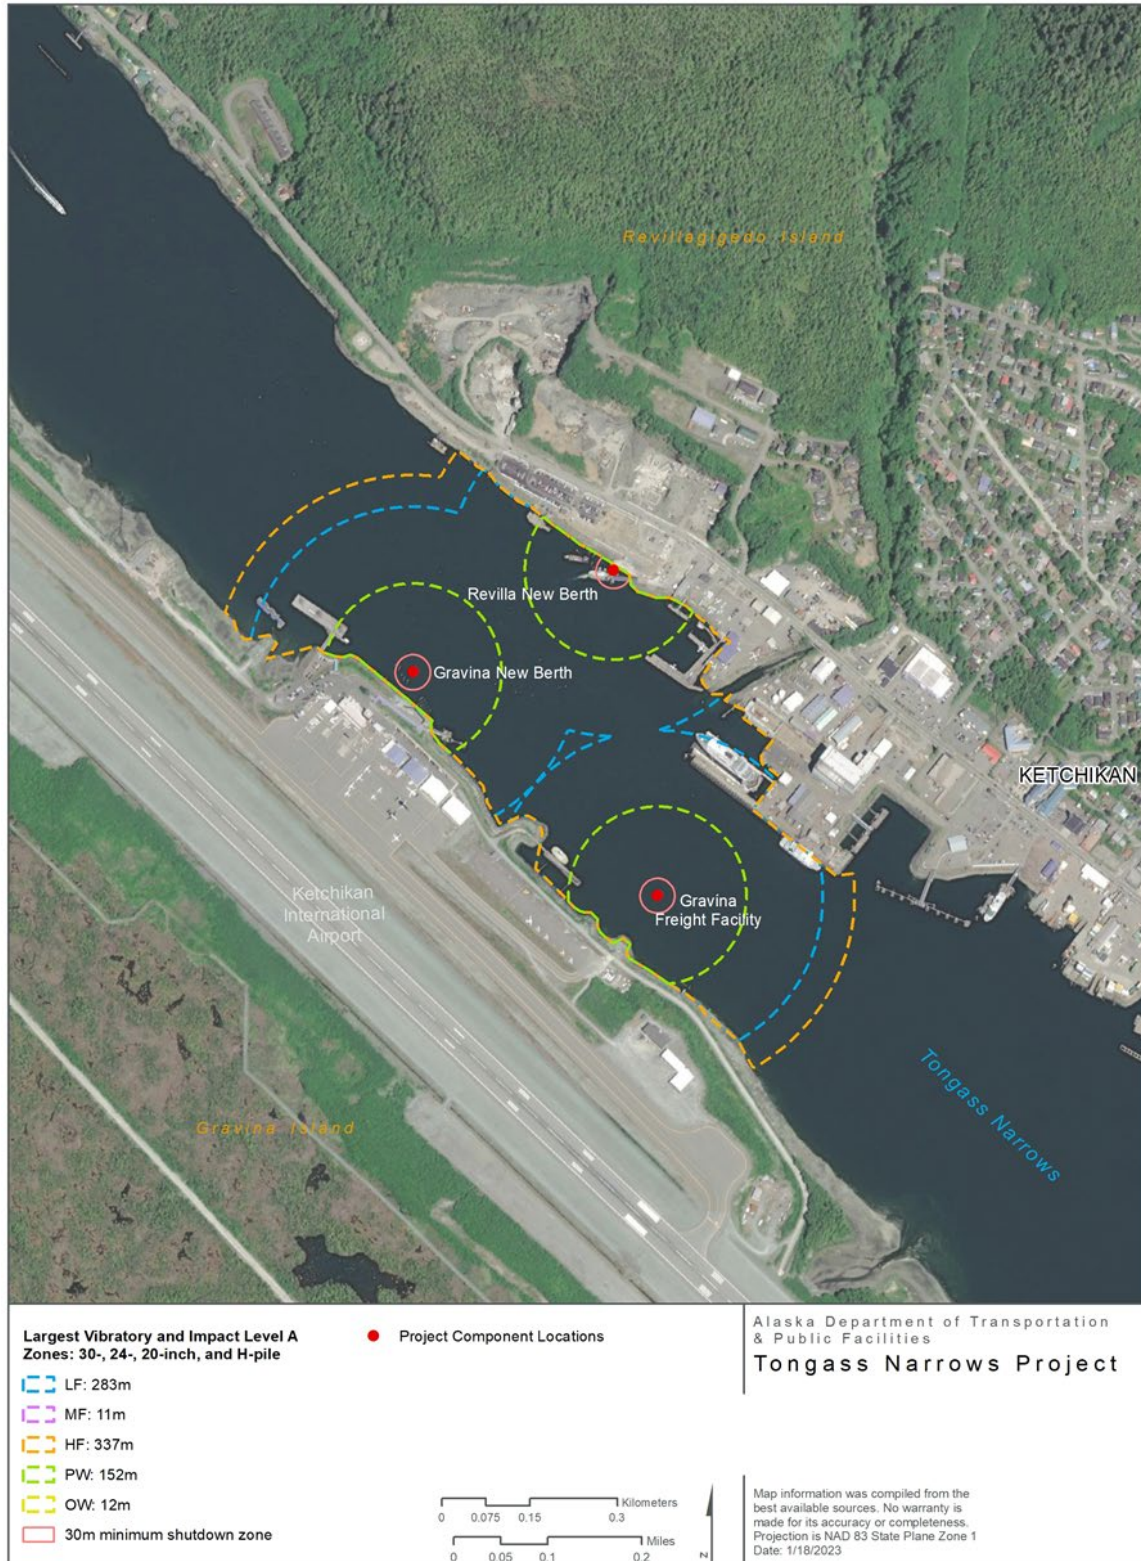 Revillagigedo Island
Revilla New Berth
Gravina New Berth
KETCHIKAN
Gravina
Freight Facility
Ketchikan
International
Airport
Tongass Narrows
Gravina Island
Largest Vibratory and Impact Level A
Zones: 30-, 24-, 20-inch, and H-pile
LF: 283m
MF: 11m
HF: 337m
PW: 152m
OW: 12m
30m minimum shutdown zone
Project Component Locations
Kilometers
0 0.075 0.15 0.3
Miles
0 0.05 0.1 0.2
N
Alaska Department of Transportation
& Public Facilities
Tongass Narrows Project
Map information was compiled from the
best available sources. No warranty is
made for its accuracy or completeness.
Projection is NAD 83 State Plane Zone 1
Date: 1/18/2023